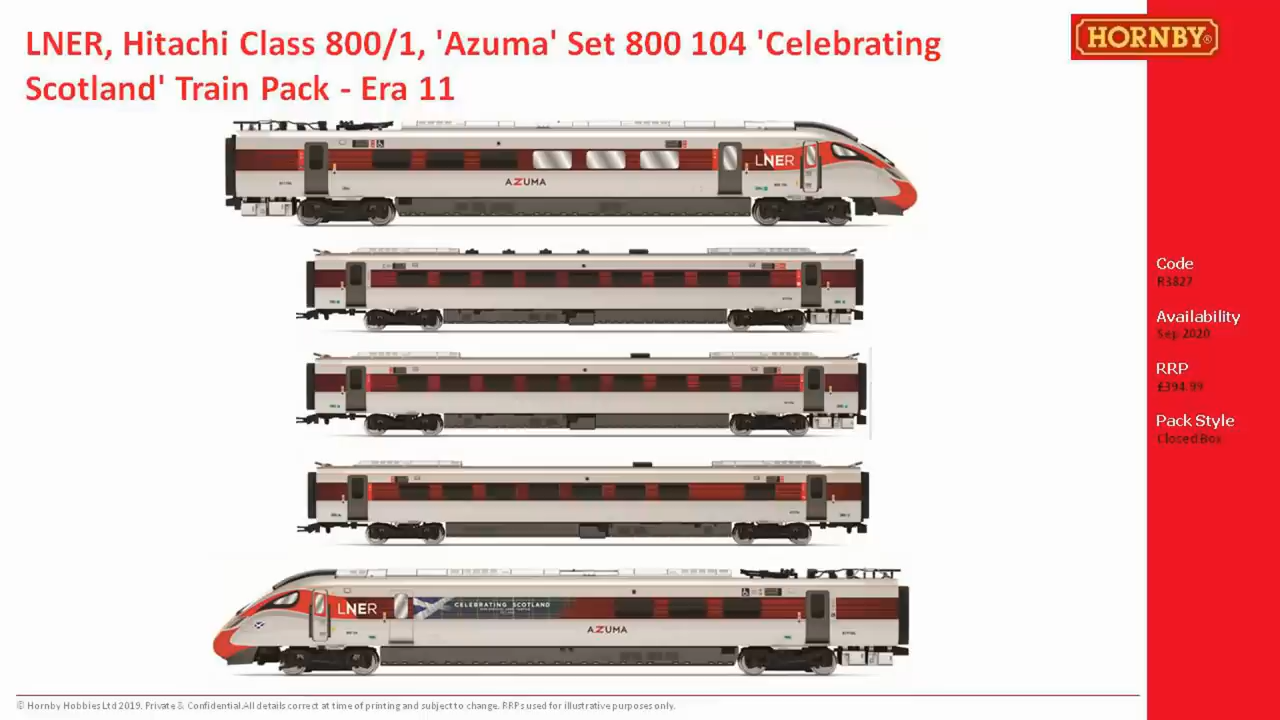 LNER, Hitachi Class 800/1, 'Azuma' Set 800 104 'Celebrating
Scotland' Train Pack - Era 11
HORNBY®
LNER
AZUMA
Code
R3827
Availability
Sep 2020
RRP
£394.99
Pack Style
Closed Box
LNER
CELEBRATING SCOTLAND
AZUMA
© Hornby Hobbies Ltd 2019. Private & Confidential.All details correct at time of printing and subject to change. RRPs used for illustrative purposes only.